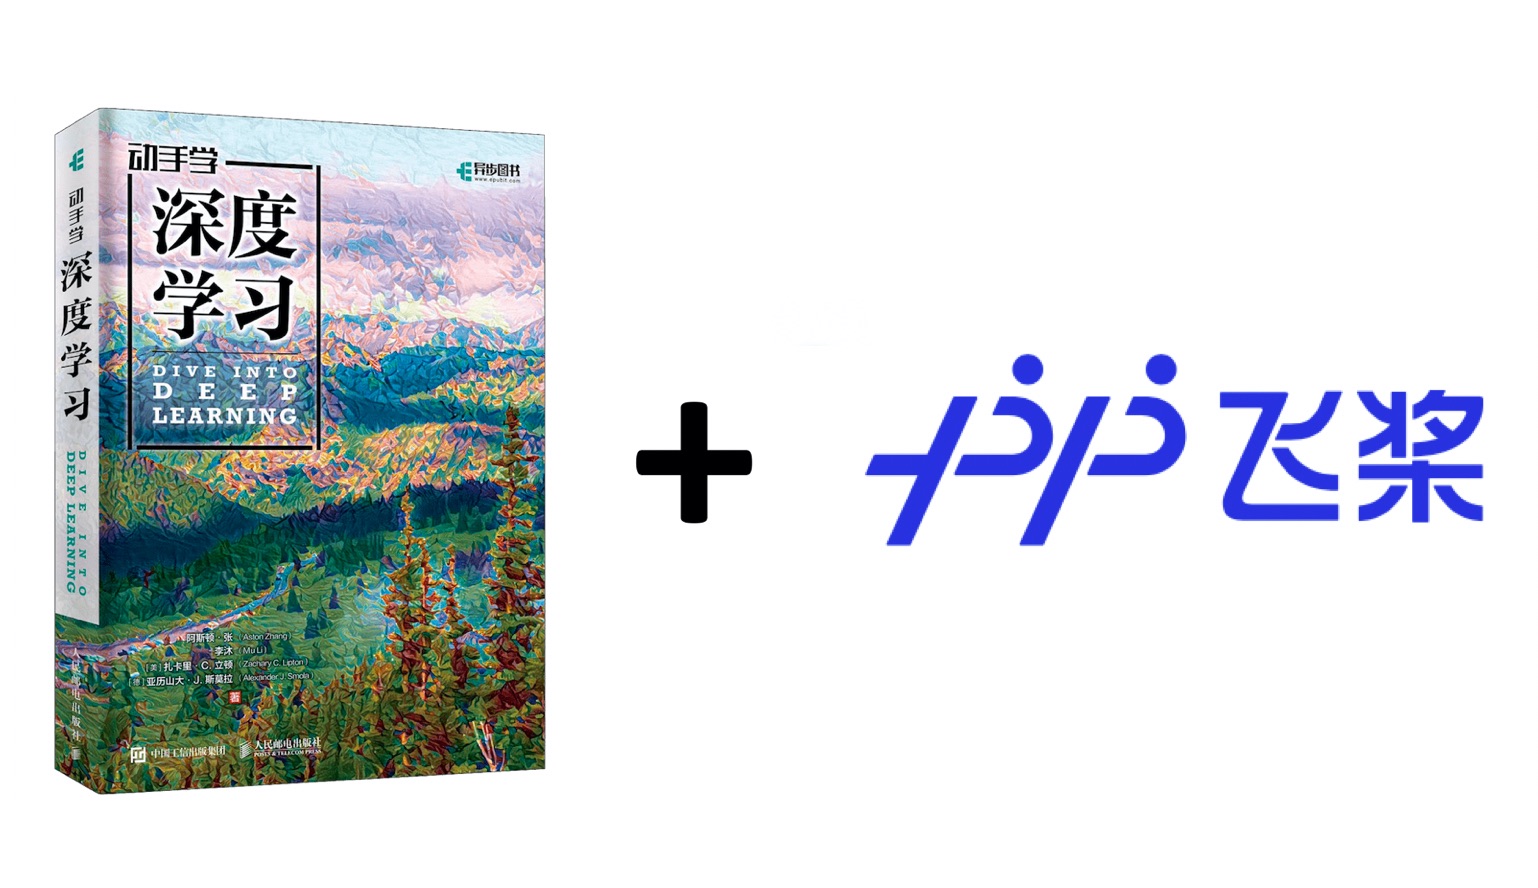 动手学
深度学习
DIVE INTO
DEEP LEARNING
人民邮电出版社
动手学
异步图书
www.epubit.com
深度
学习
DIVE INTO
DEEP
LEARNING
阿斯顿·张 (Aston Zhang)
李沐 (Mu Li)
[美] 扎卡里·C. 立顿 (Zachary C. Lipton)
[德] 亚历山大·J. 斯莫拉 (Alexander J. Smola)
著
中国工信出版集团
人民邮电出版社
POSTS & TELECOM PRESS
+
飞桨